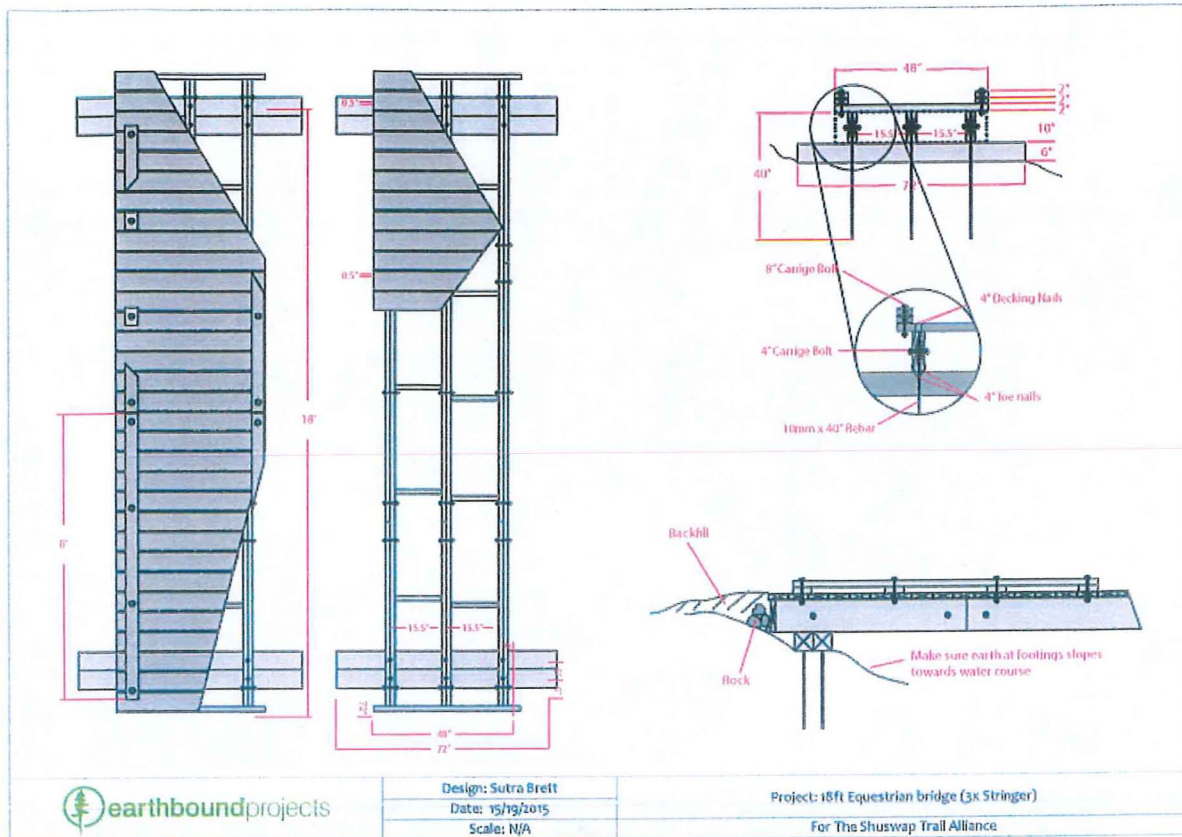 0.5"
0.5"
18'
8'
15.5" 15.5"
48"
72"
48"
2"
2"
2"
10"
6"
15.5" 15.5"
40"
72"
8" Carrige Bolt
4" Decking Nails
4" Carrige Bolt
4" Toe nails
10mm x 40" Rebar
Backfill
Rock
Make sure earth at footings slopes
towards water course
earthboundprojects
Design: Sutra Brett
Date: 15/19/2015
Scale: N/A
Project: 18ft Equestrian bridge (3x Stringer)
For The Shuswap Trail Alliance